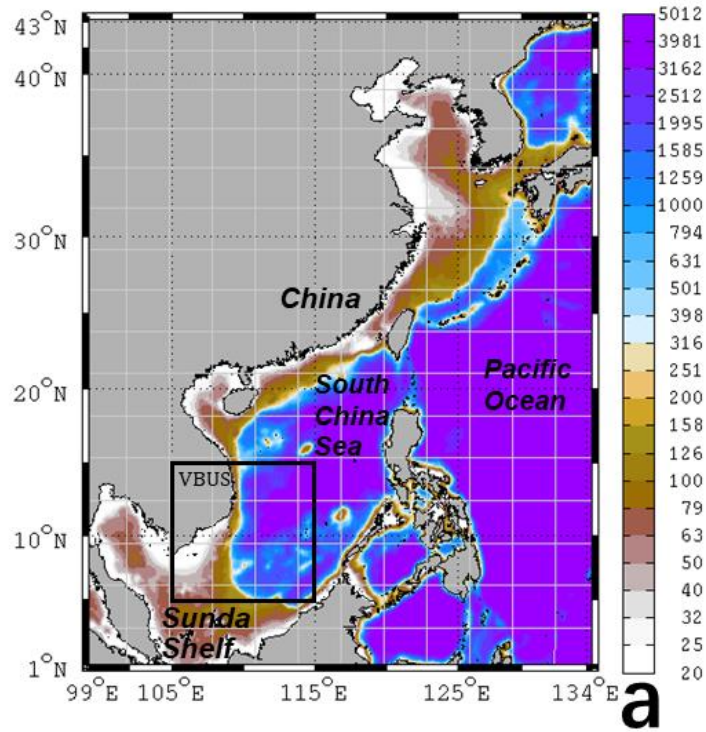 43°N
40°N
30°N
20°N
10°N
1°N
99°E 105°E 115°E 125°E 134°E
China
South
China
Sea
Pacific
Ocean
VBUS
Sunda
Shelf
5012
3981
3162
2512
1995
1585
1259
1000
794
631
501
398
316
251
200
158
126
100
79
63
50
40
32
25
20
a